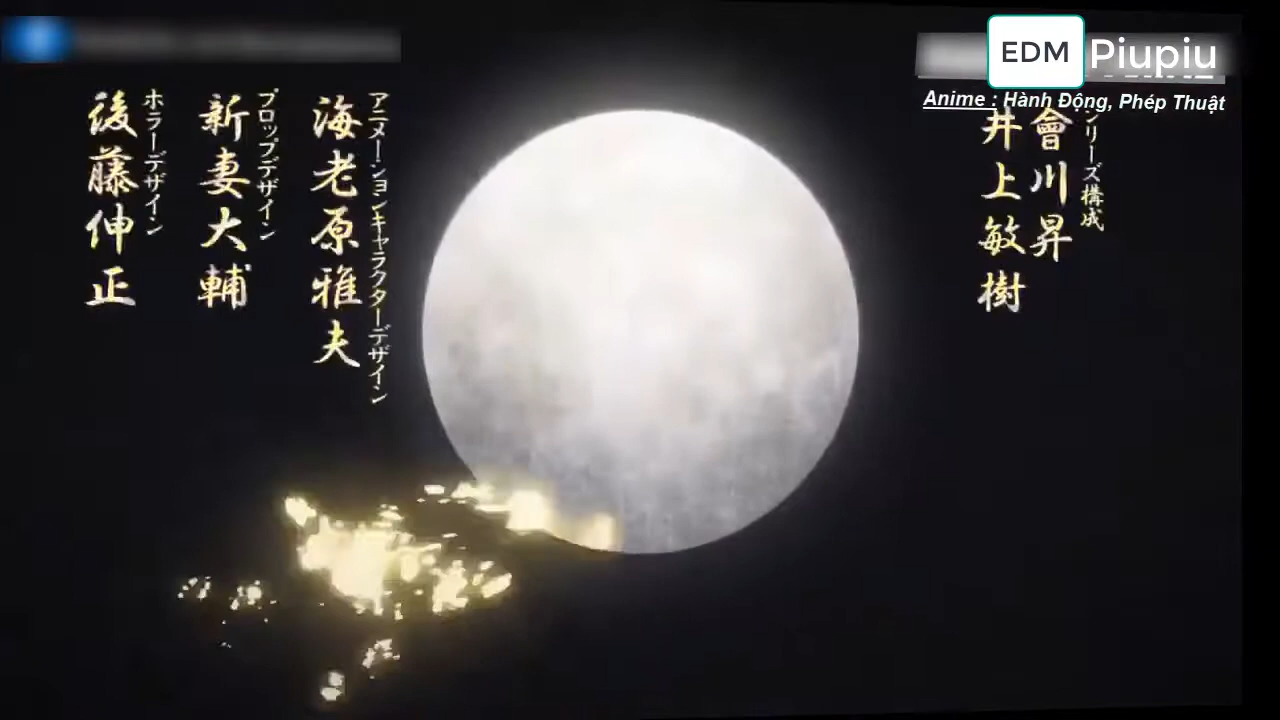 EDM Piupiu
Anime : Hành Động, Phép Thuật
リーズ構成
會川昇
井上敏樹
アニメーションキャラクターデザイン
海老原雅夫
プロップデザイン
新妻大輔
ホラーデザイン
後藤伸正